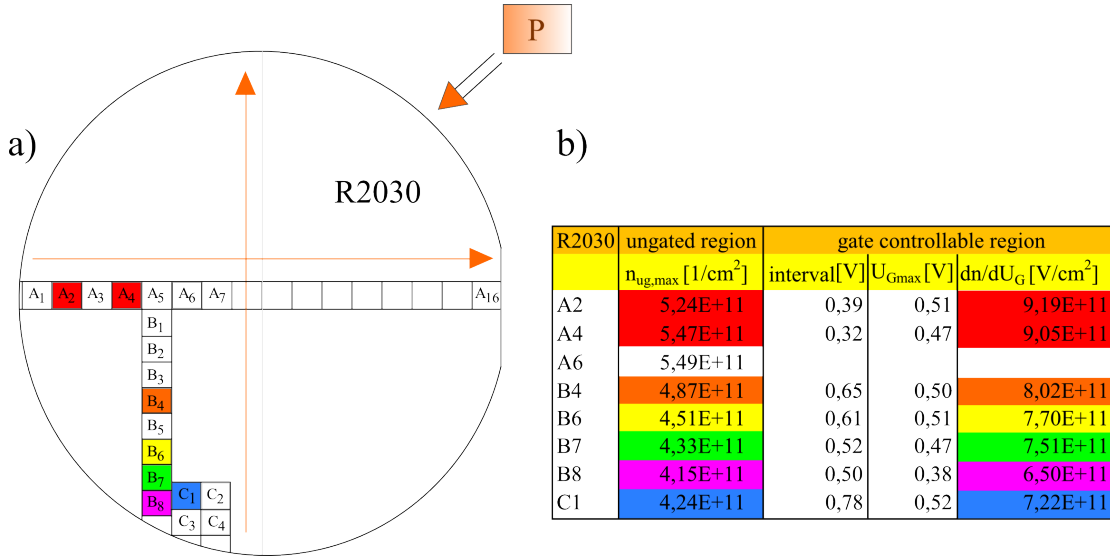 P
a)
R2030
A1 A2 A3 A4 A5 A6 A7 A16
B1
B2
B3
B4
B5
B6
B7
B8
C1 C2
C3 C4
b)
R2030 ungated region gate controllable region
nug,max [1/cm2] interval[V] UGmax [V] dn/dUG [V/cm2]
A2 5,24E+11 0,39 0,51 9,19E+11
A4 5,47E+11 0,32 0,47 9,05E+11
A6 5,49E+11
B4 4,87E+11 0,65 0,50 8,02E+11
B6 4,51E+11 0,61 0,51 7,70E+11
B7 4,33E+11 0,52 0,47 7,51E+11
B8 4,15E+11 0,50 0,38 6,50E+11
C1 4,24E+11 0,78 0,52 7,22E+11